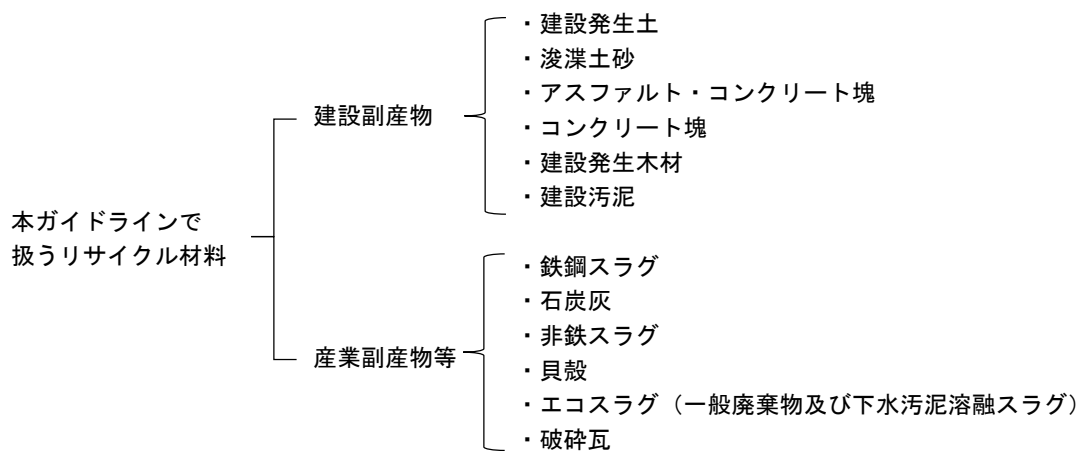 本ガイドラインで
扱うリサイクル材料
建設副産物
・建設発生土
・浚渫土砂
・アスファルト・コンクリート塊
・コンクリート塊
・建設発生木材
・建設汚泥
産業副産物等
・鉄鋼スラグ
・石炭灰
・非鉄スラグ
・貝殻
・エコスラグ（一般廃棄物及び下水汚泥溶融スラグ）
・破砕瓦